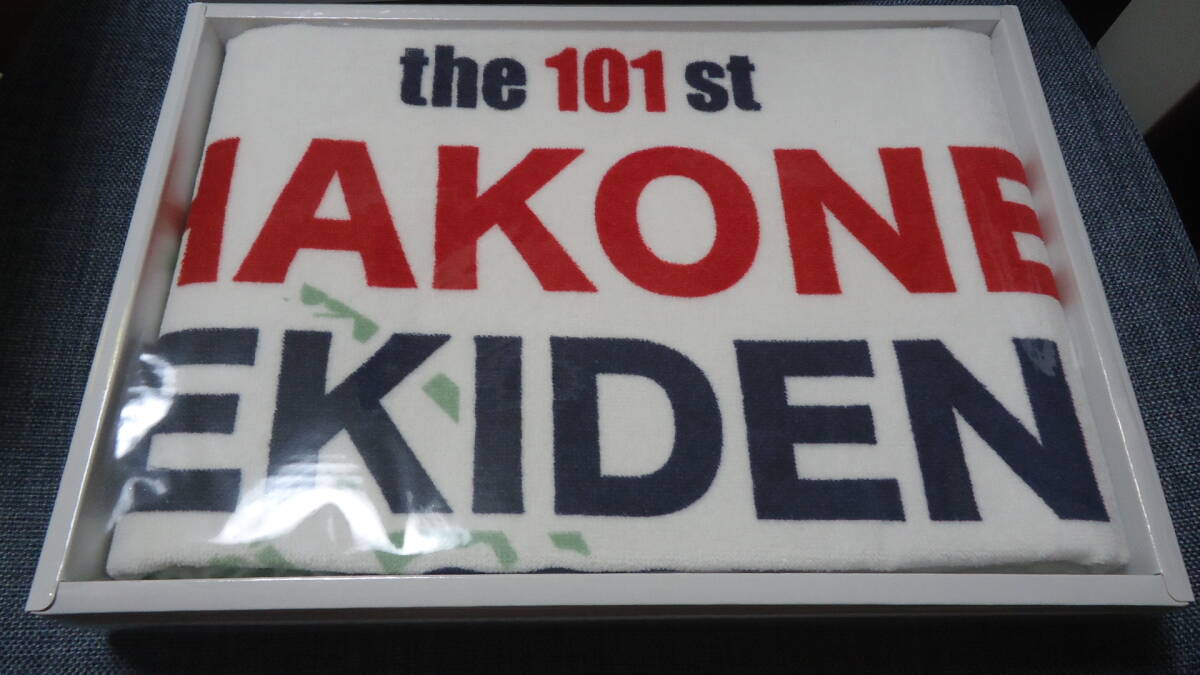 the 101 st
HAKONE
EKIDEN